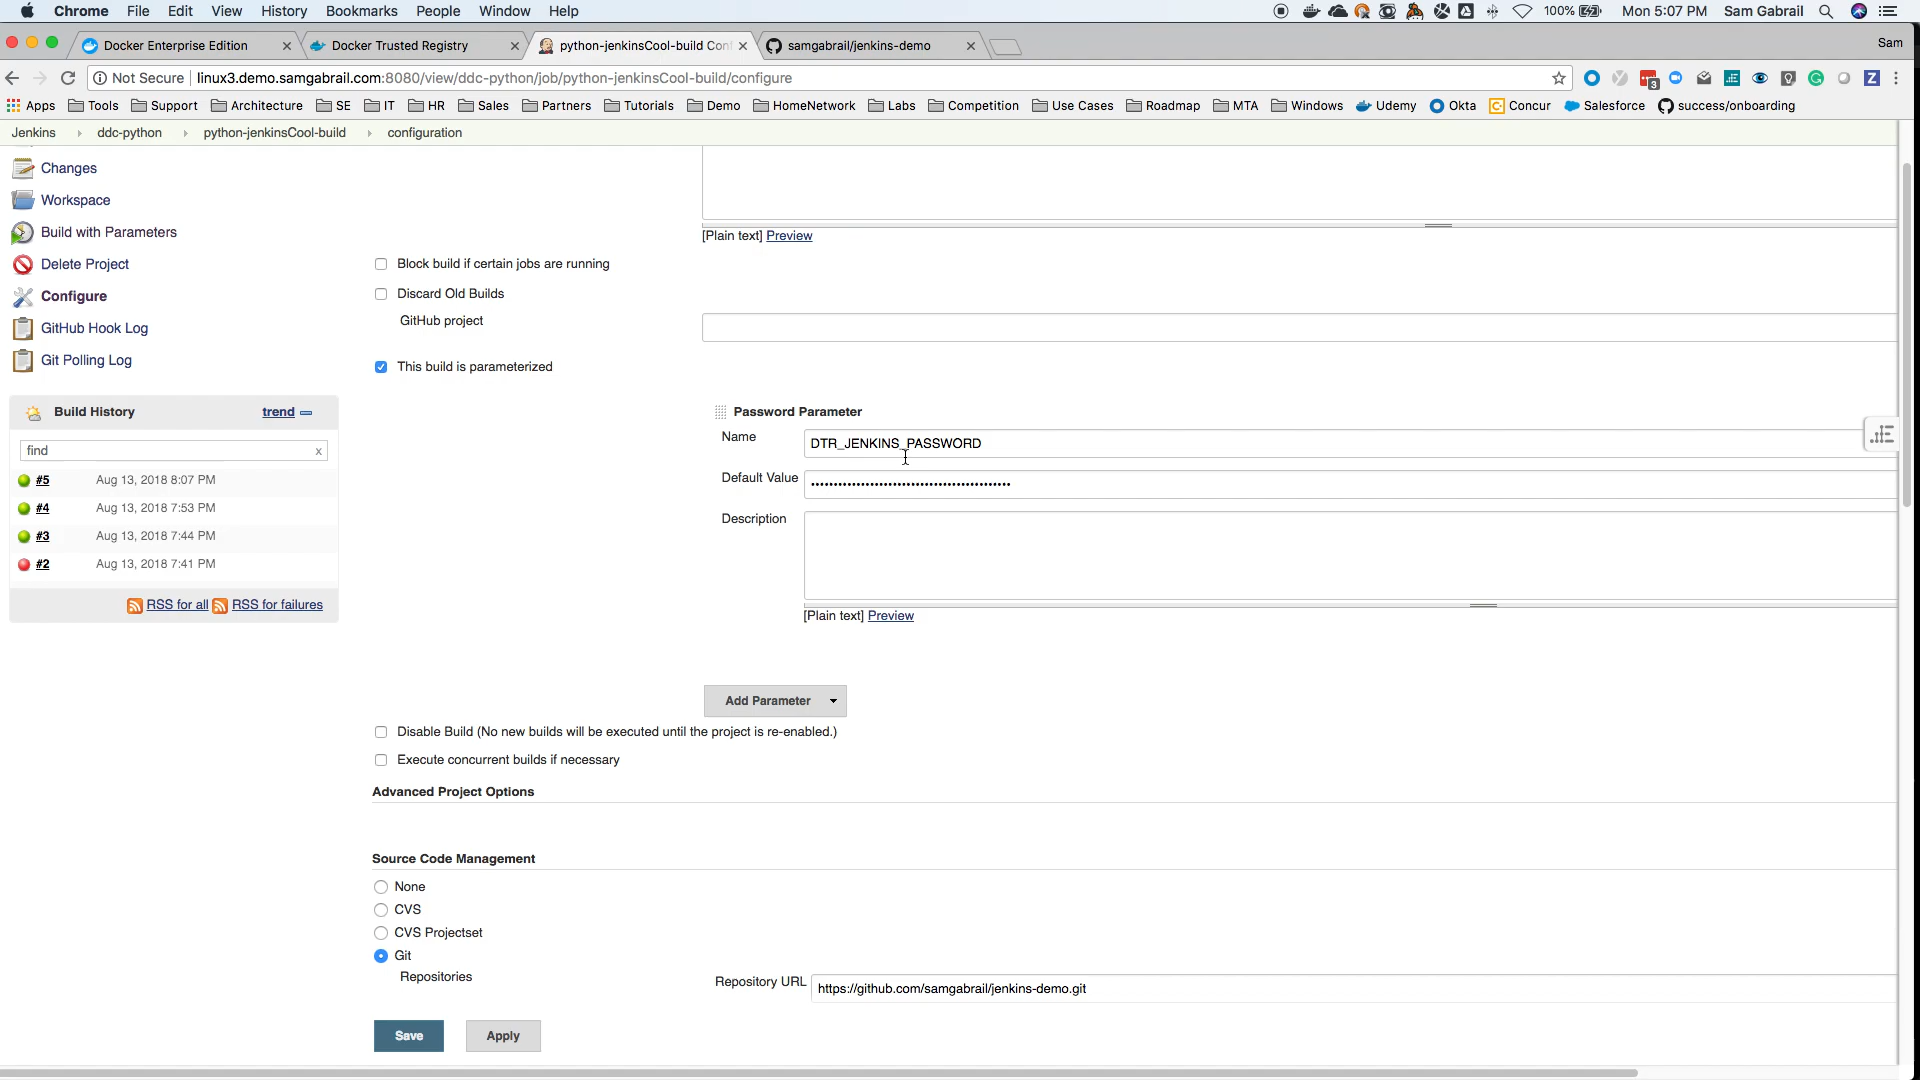 Chrome File Edit View History Bookmarks People Window Help 100% Mon 5:07 PM Sam Gabrail
Docker Enterprise Edition Docker Trusted Registry python-jenkinsCool-build Con samgabrail/jenkins-demo Sam
Not Secure linux3.demo.samgabrail.com:8080/view/ddc-python/job/python-jenkinsCool-build/configure 3 Z
Apps Tools Support Architecture SE IT HR Sales Partners Tutorials Demo HomeNetwork Labs Competition Use Cases Roadmap MTA Windows Udemy Okta Concur Salesforce success/onboarding
Jenkins ddc-python python-jenkinsCool-build configuration
Changes
Workspace
Build with Parameters
Delete Project
Configure
GitHub Hook Log
Git Polling Log
Build History trend
find x
#5 Aug 13, 2018 8:07 PM
#4 Aug 13, 2018 7:53 PM
#3 Aug 13, 2018 7:44 PM
#2 Aug 13, 2018 7:41 PM
RSS for all RSS for failures
[Plain text] Preview
Block build if certain jobs are running
Discard Old Builds
GitHub project
This build is parameterized
Password Parameter
Name DTR_JENKINS_PASSWORD
Default Value
Description
[Plain text] Preview
Add Parameter
Disable Build (No new builds will be executed until the project is re-enabled.)
Execute concurrent builds if necessary
Advanced Project Options
Source Code Management
None
CVS
CVS Projectset
Git
Repositories
Repository URL https://github.com/samgabrail/jenkins-demo.git
Save Apply